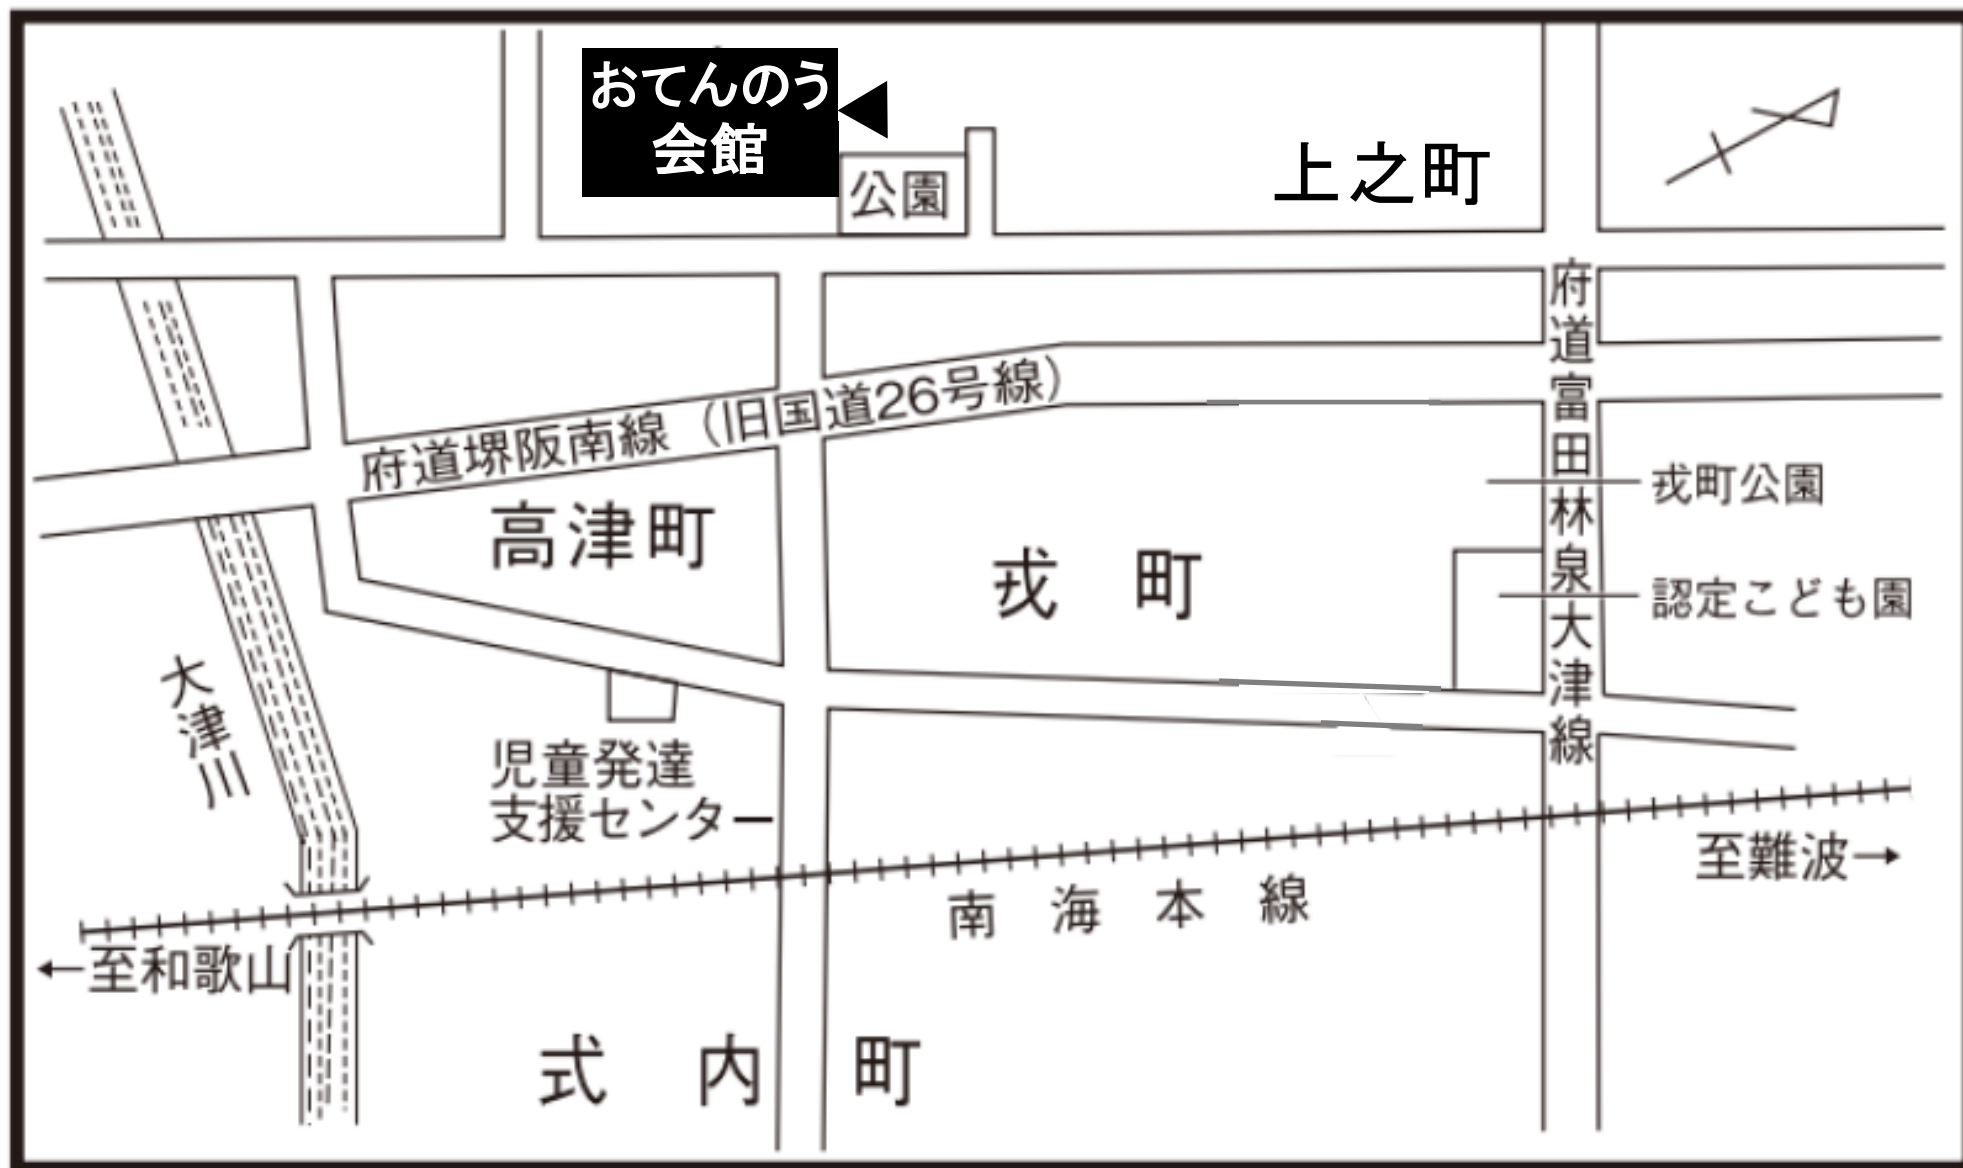 おてんのう
会館
公園
上之町
府道富田林泉大津線
府道堺阪南線（旧国道26号線）
高津町
戎町
戎町公園
認定こども園
大津川
児童発達
支援センター
至難波→
南海本線
←至和歌山
式内町